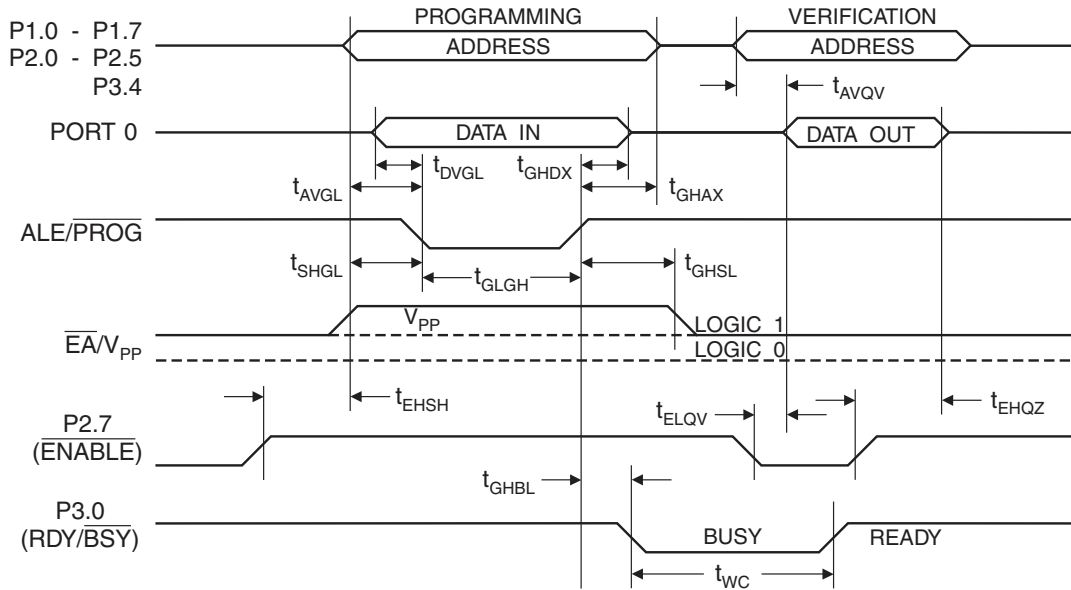 PROGRAMMING VERIFICATION
P1.0 - P1.7
P2.0 - P2.5
P3.4
ADDRESS ADDRESS
tAVQV
PORT 0 DATA IN DATA OUT
tDVGL tGHDX
tAVGL tGHAX
ALE/PROG
tSHGL tGLGH tGHSL
EA/VPP VPP LOGIC 1
LOGIC 0
tEHSH tELQV tEHQZ
P2.7
(ENABLE)
tGHBL
P3.0
(RDY/BSY) BUSY READY
tWC